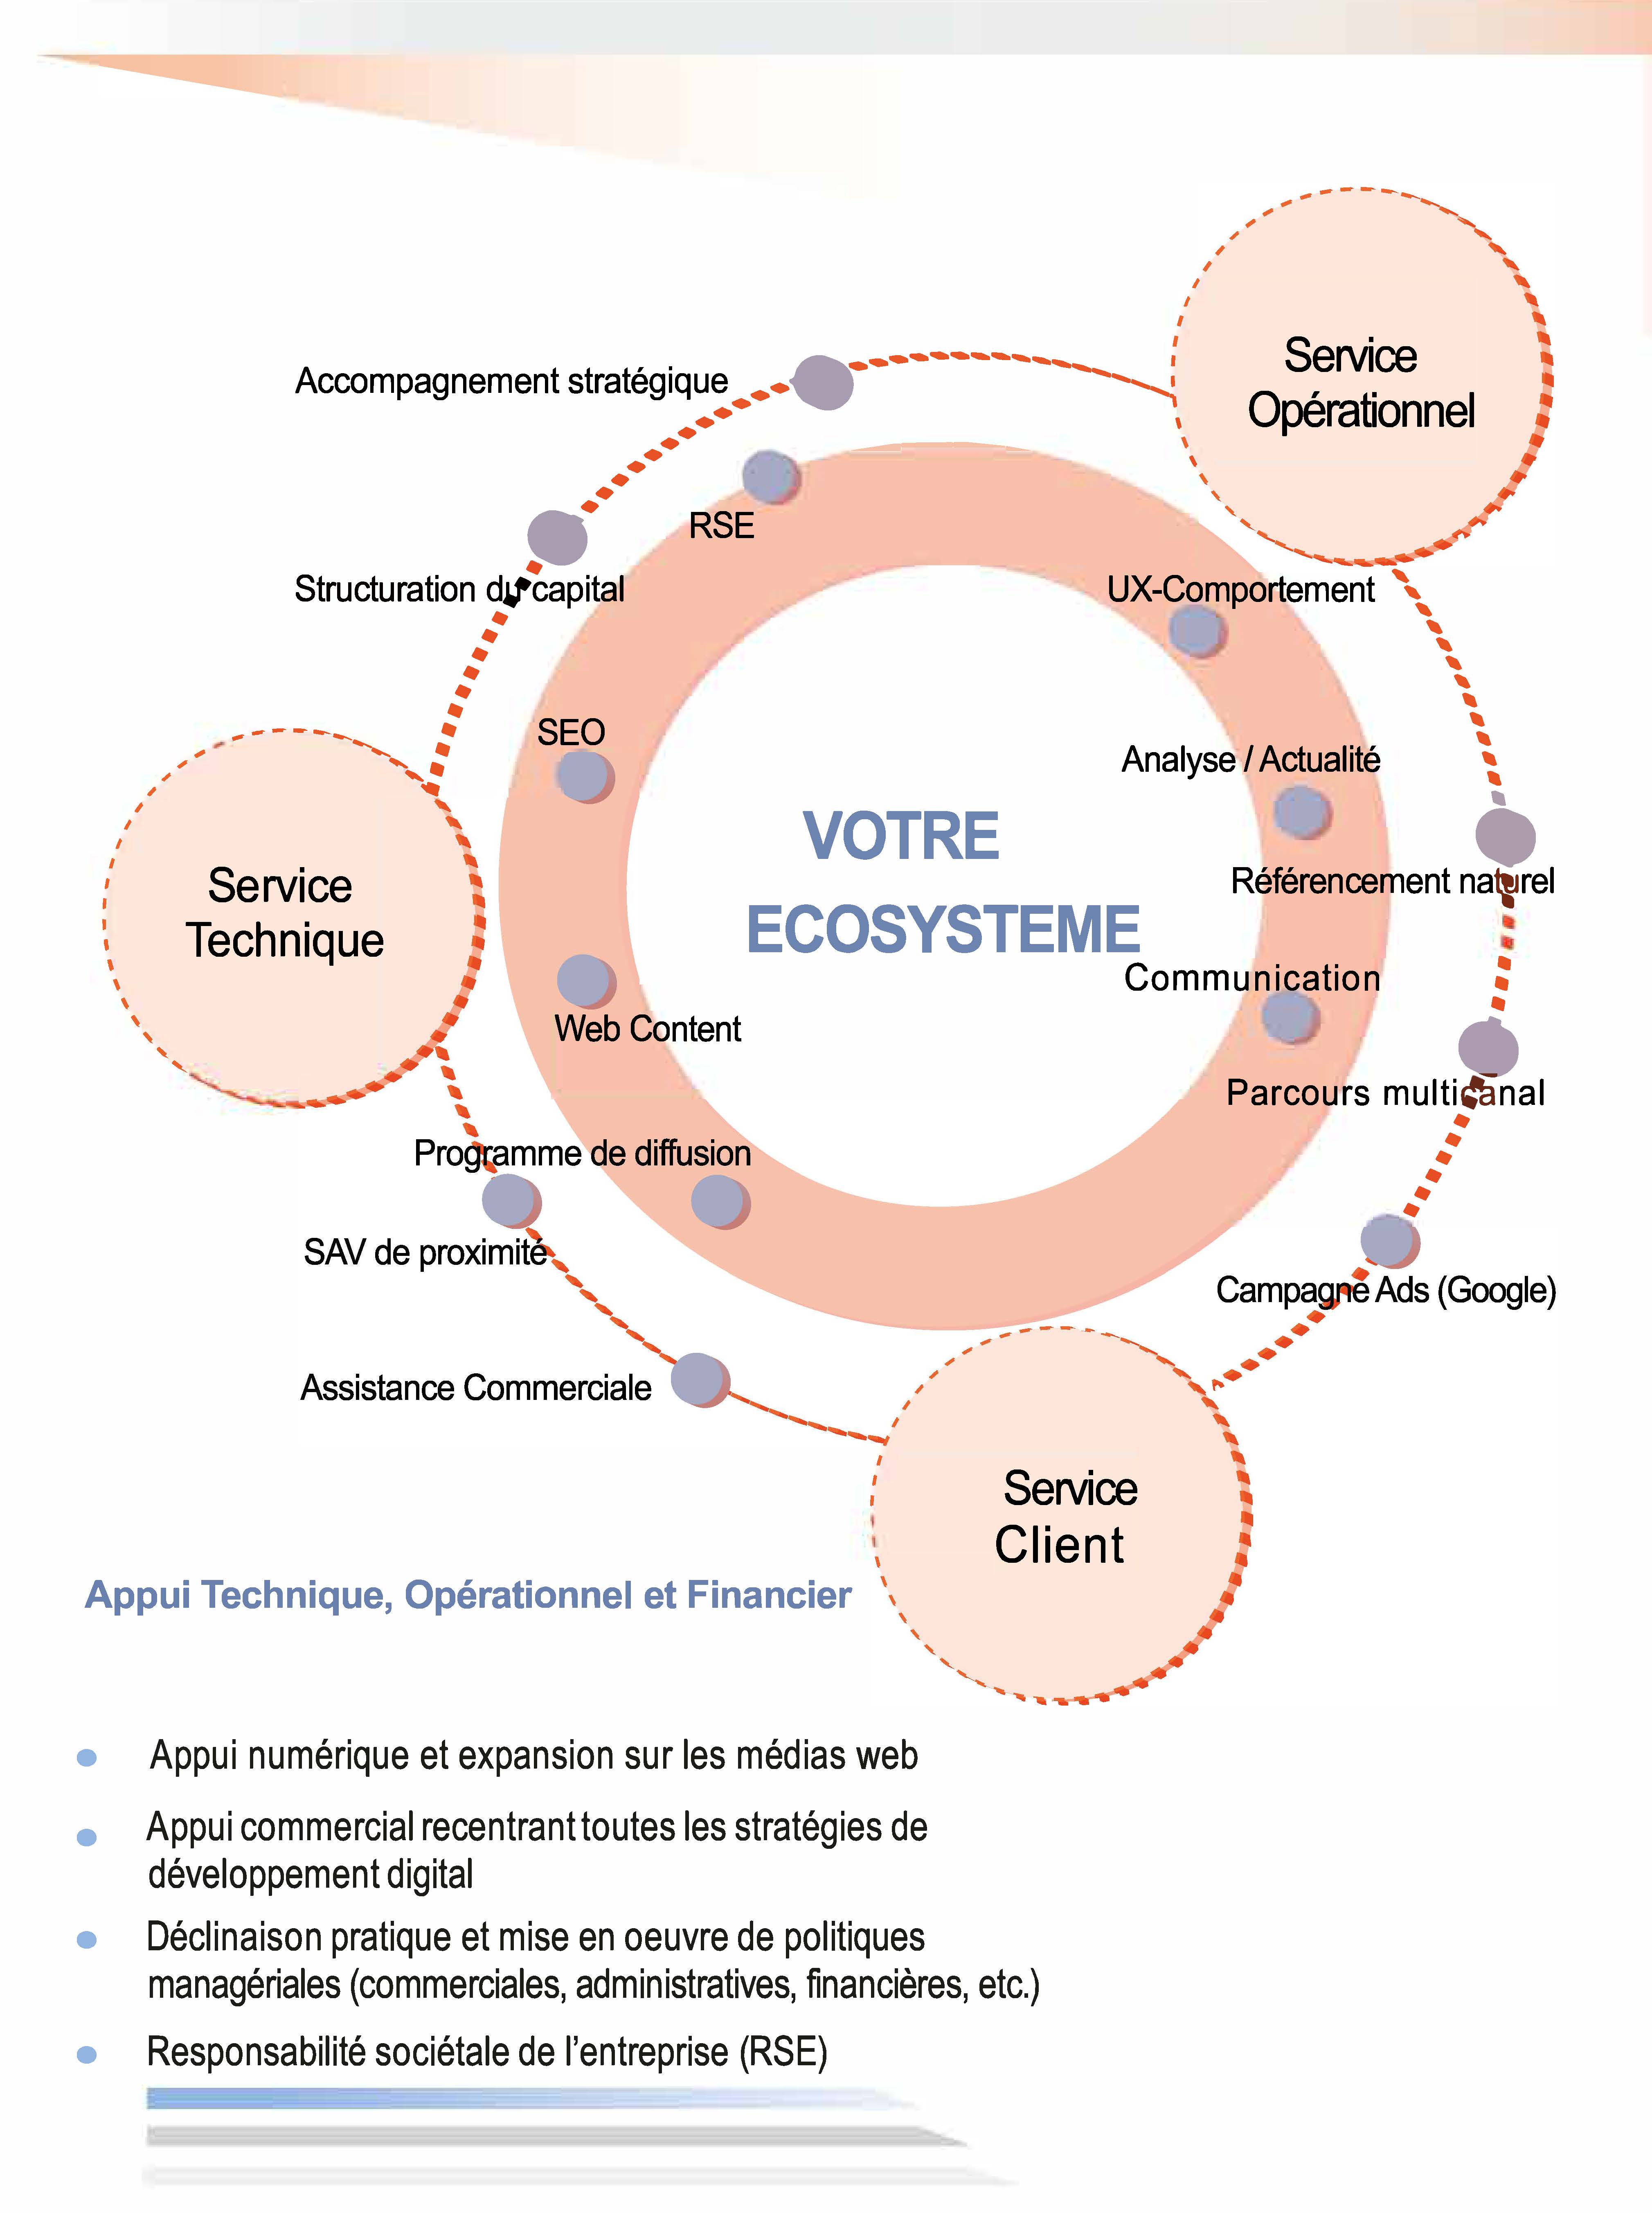 Service
Opérationnel
Accompagnement stratégique
RSE
Structuration du capital
UX-Comportement
SEO
Analyse / Actualité
VOTRE
ECOSYSTEME
Service
Technique
Référencement naturel
Communication
Web Content
Parcours multicanal
Programme de diffusion
SAV de proximité
Campagne Ads (Google)
Assistance Commerciale
Service
Client
Appui Technique, Opérationnel et Financier
Appui numérique et expansion sur les médias web
Appui commercial recentrant toutes les stratégies de
développement digital
Déclinaison pratique et mise en oeuvre de politiques
managériales (commerciales, administratives, financières, etc.)
Responsabilité sociétale de l'entreprise (RSE)